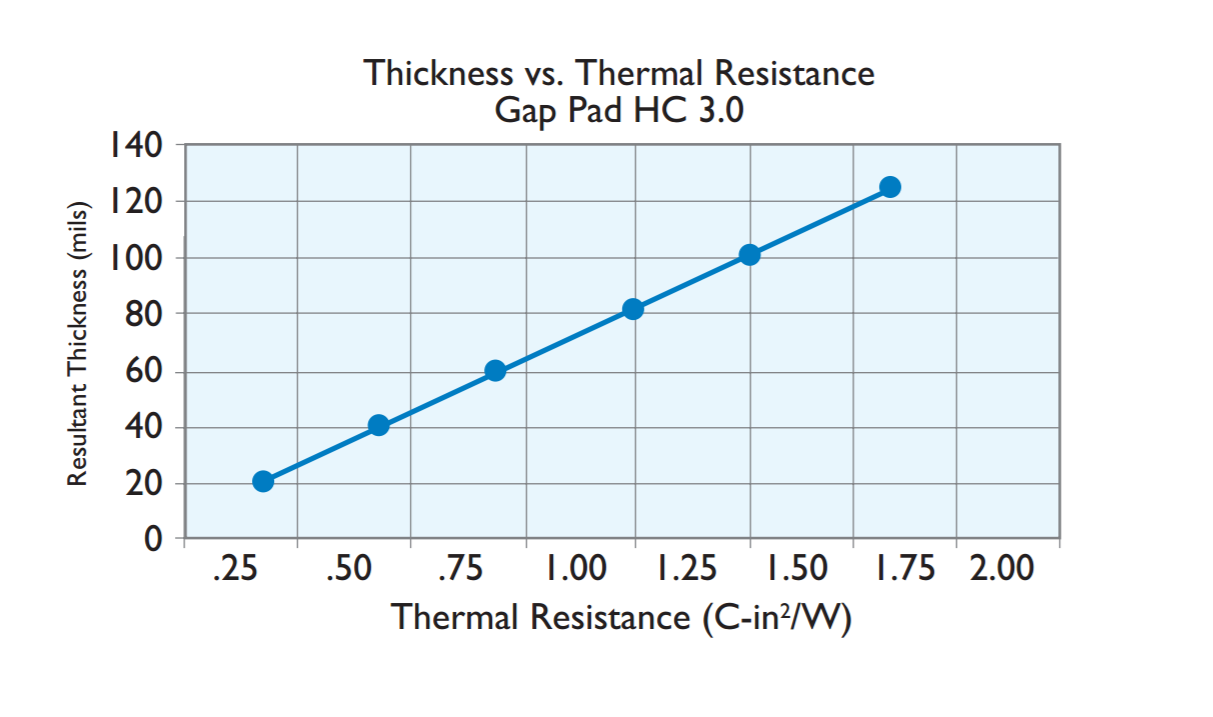 Thickness vs. Thermal Resistance
Gap Pad HC 3.0
140
120
100
80
60
40
20
0
Resultant Thickness (mils)
.25 .50 .75 1.00 1.25 1.50 1.75 2.00
Thermal Resistance (C-in²/W)